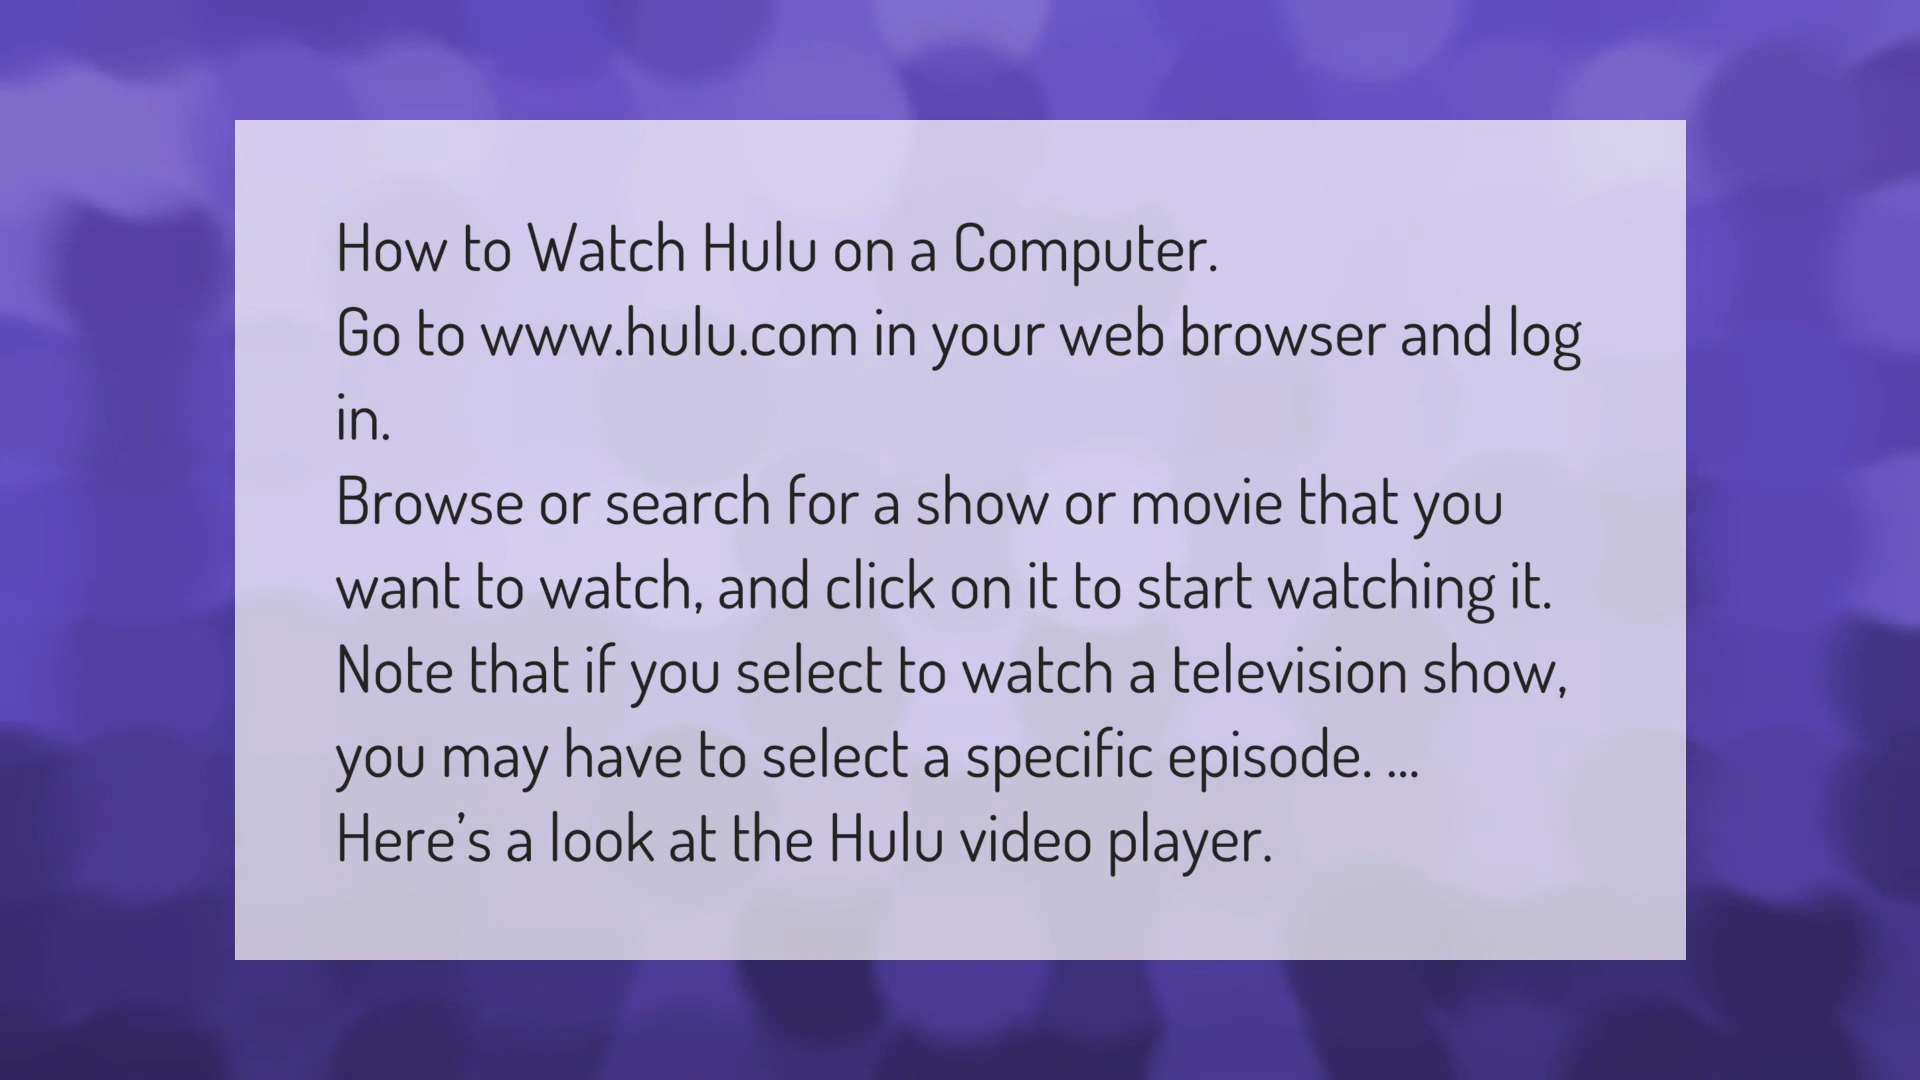 How to Watch Hulu on a Computer.
Go to www.hulu.com in your web browser and log
in.
Browse or search for a show or movie that you
want to watch, and click on it to start watching it.
Note that if you select to watch a television show,
you may have to select a specific episode. ...
Here’s a look at the Hulu video player.